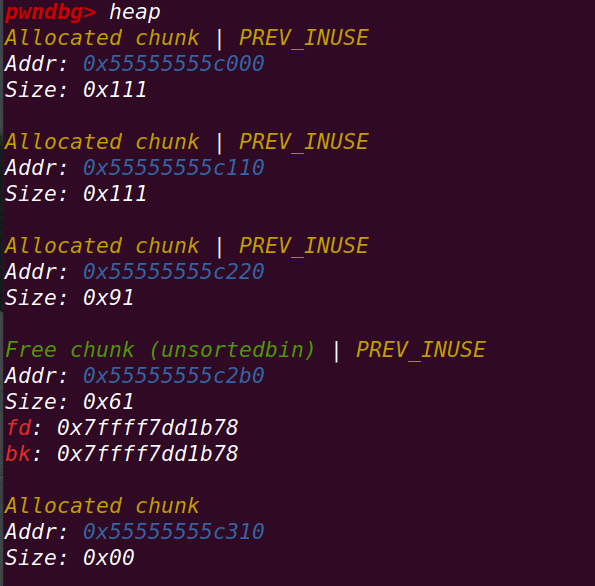 pwndbg> heap
Allocated chunk | PREV_INUSE
Addr: 0x55555555c000
Size: 0x111
Allocated chunk | PREV_INUSE
Addr: 0x55555555c110
Size: 0x111
Allocated chunk | PREV_INUSE
Addr: 0x55555555c220
Size: 0x91
Free chunk (unsortedbin) | PREV_INUSE
Addr: 0x55555555c2b0
Size: 0x61
fd: 0x7ffff7dd1b78
bk: 0x7ffff7dd1b78
Allocated chunk
Addr: 0x55555555c310
Size: 0x00